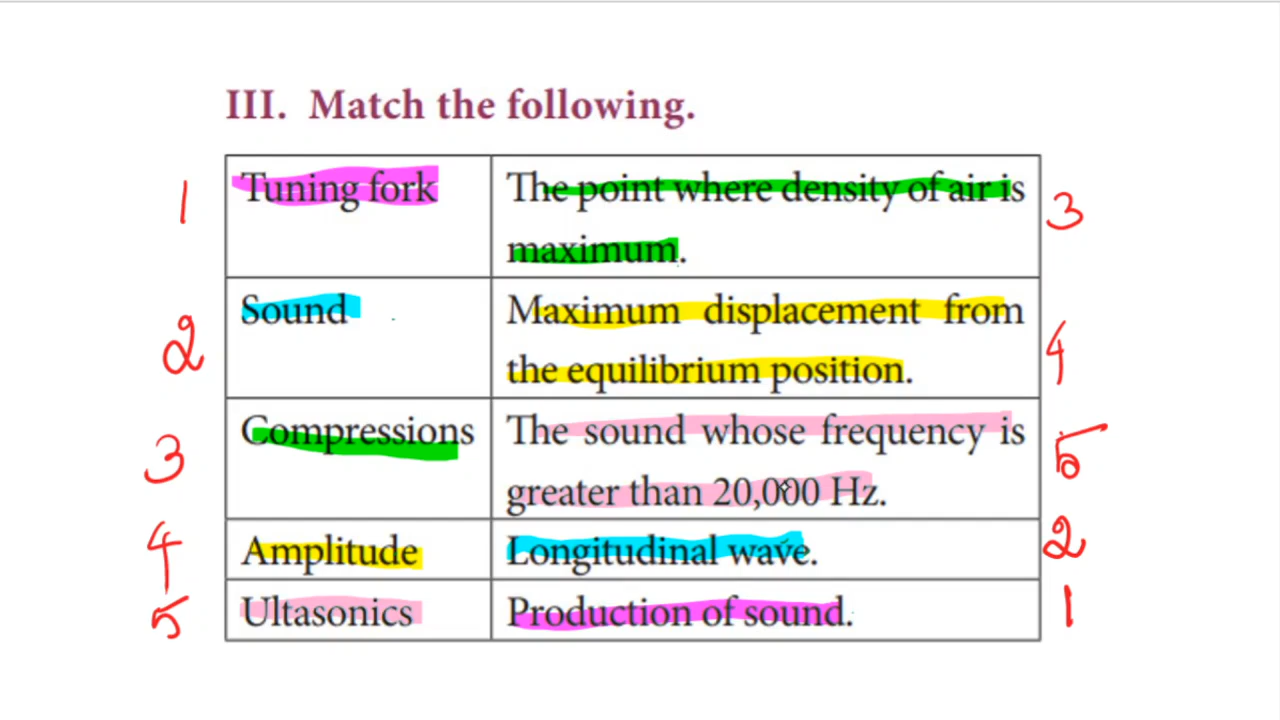 III. Match the following.
1 Tuning fork The point where density of air is 3
maximum.
2 Sound Maximum displacement from 4
the equilibrium position.
3 Compressions The sound whose frequency is 5
greater than 20,000 Hz.
4 Amplitude Longitudinal wave. 2
5 Ultasonics Production of sound. 1